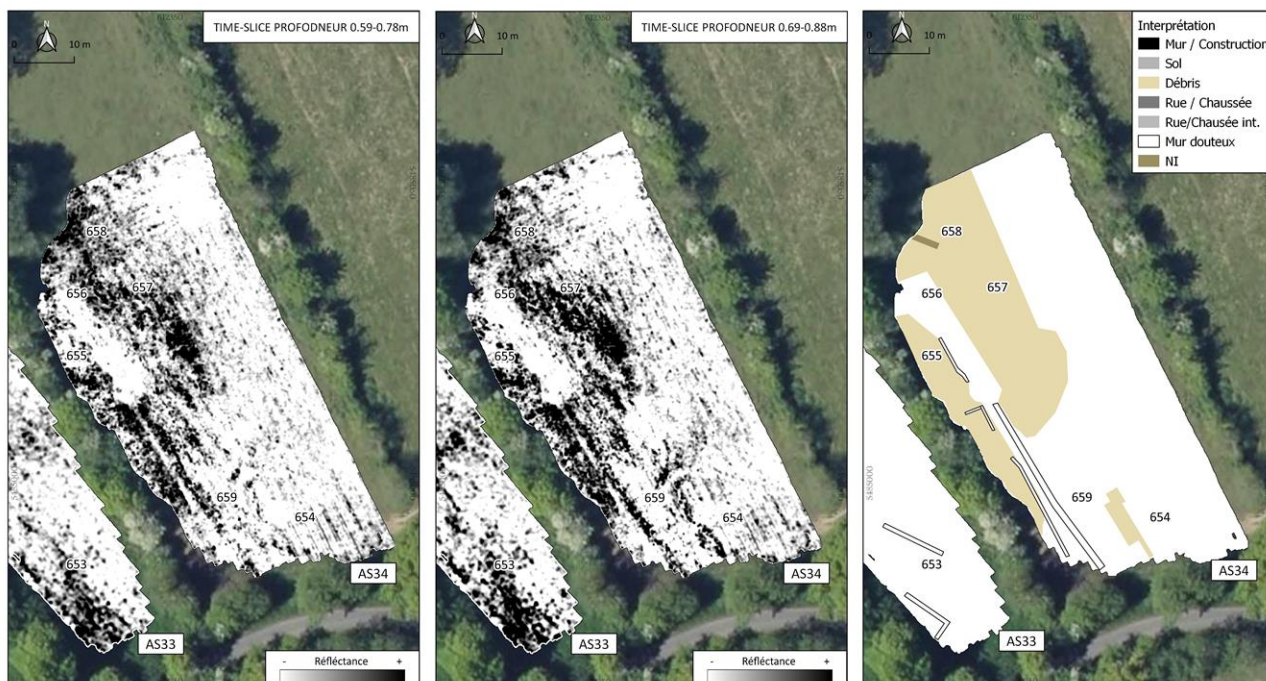 TIME-SLICE PROFODNEUR 0.59-0.78m
0
10 m
658
657
656
655
659
654
653
AS34
AS33
-
Réfléctance
+
TIME-SLICE PROFODNEUR 0.69-0.88m
0
10 m
658
657
656
655
659
654
653
AS34
AS33
-
Réfléctance
+
0
10 m
Interprétation
Mur / Construction
Sol
Débris
Rue / Chaussée
Rue/Chausée int.
Mur douteux
NI
658
657
656
655
5485000
659
654
653
AS34
AS33